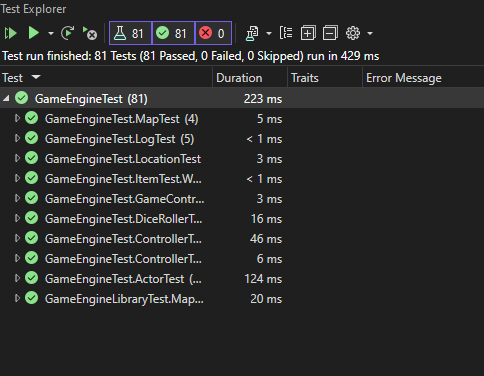 Test Explorer
81 81 0
Test run finished: 81 Tests (81 Passed, 0 Failed, 0 Skipped) run in 429 ms
Test Duration Traits Error Message
GameEngineTest (81) 223 ms
GameEngineTest.MapTest (4) 5 ms
GameEngineTest.LogTest (5) < 1 ms
GameEngineTest.LocationTest 3 ms
GameEngineTest.ItemTest.W... < 1 ms
GameEngineTest.GameContr... 3 ms
GameEngineTest.DiceRollerT... 16 ms
GameEngineTest.ControllerT... 46 ms
GameEngineTest.ControllerT... 6 ms
GameEngineTest.ActorTest (... 124 ms
GameEngineLibraryTest.Map... 20 ms